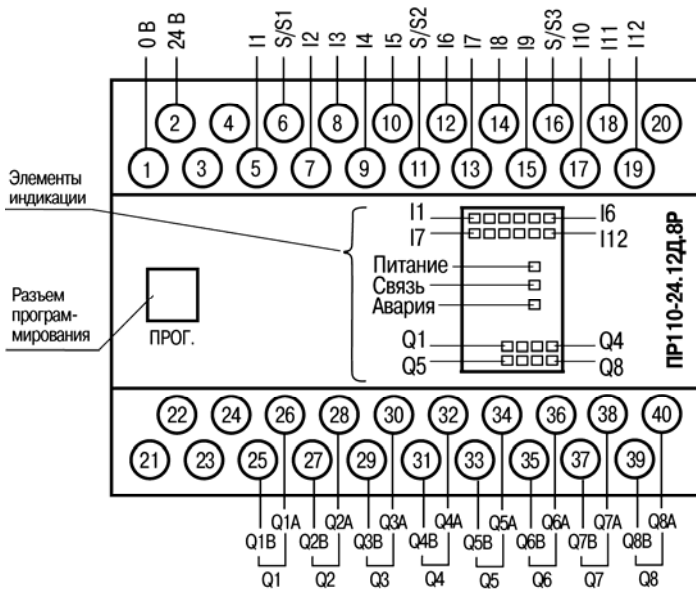 0 В 24 В I1 S/S1 I2 I3 I4 I5 S/S2 I6 I7 I8 I9 S/S3 I10 I11 I12
2 4 6 8 10 12 14 16 18 20
1 3 5 7 9 11 13 15 17 19
Элементы
индикации
I1 I6
I7 I12
Питание
Связь
Авария
Q1 Q4
Q5 Q8
Разъем
програм-
мирования
ПРОГ.
ПР110-24.12Д.8Р
22 24 26 28 30 32 34 36 38 40
21 23 25 27 29 31 33 35 37 39
Q1A Q2A Q3A Q4A Q5A Q6A Q7A Q8A
Q1B Q2B Q3B Q4B Q5B Q6B Q7B Q8B
Q1 Q2 Q3 Q4 Q5 Q6 Q7 Q8